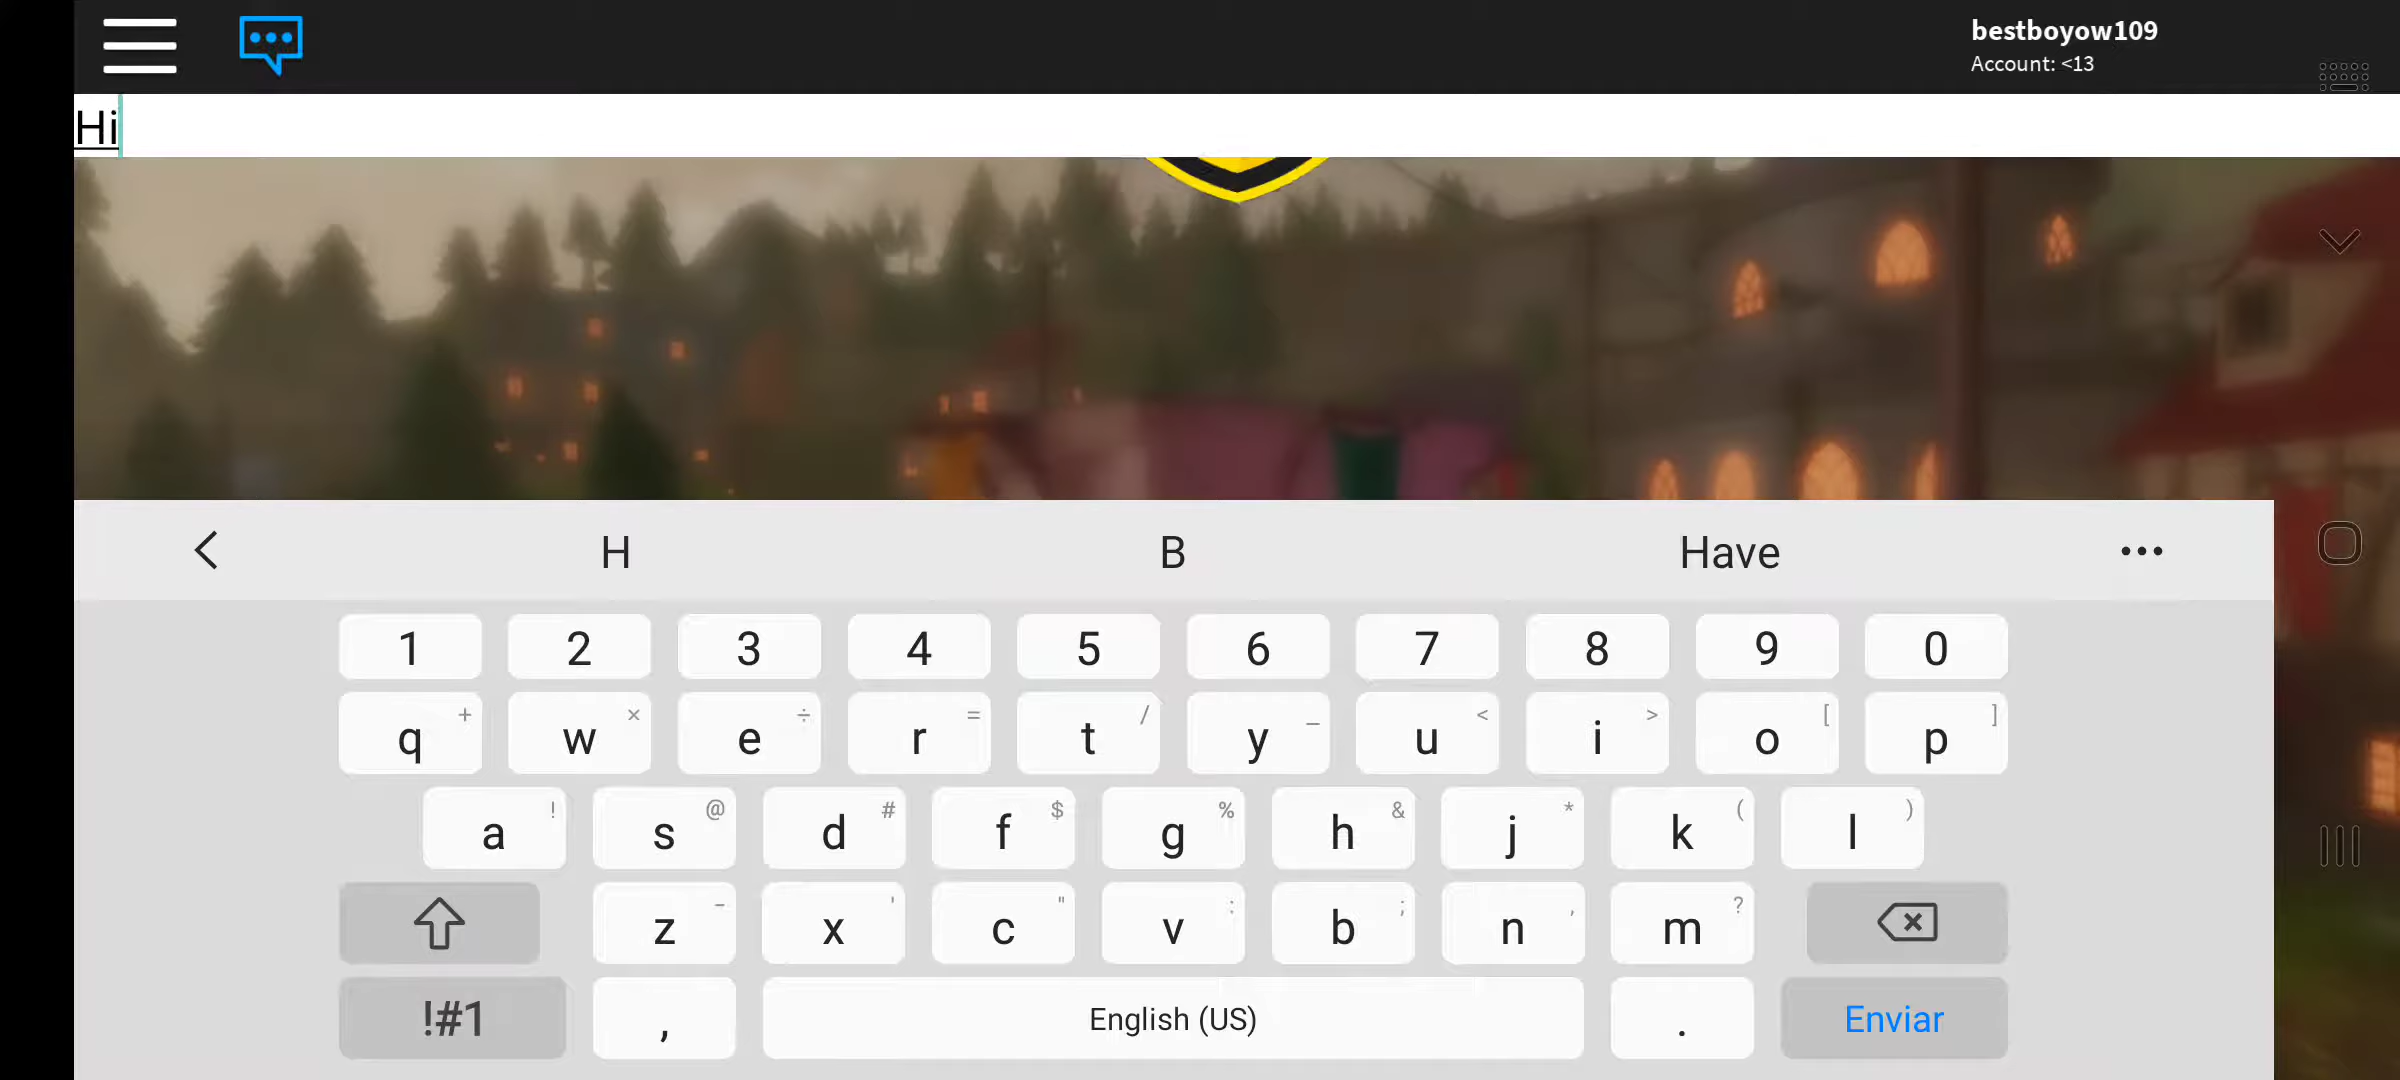 bestboyow109
Account: <13
Hi
H B Have
1 2 3 4 5 6 7 8 9 0
+ × ÷ = / _ < > [ ]
q w e r t y u i o p
! @ # $ % & * ( )
a s d f g h j k l
- ' " : ; , ?
z x c v b n m
!#1 , English (US) . Enviar